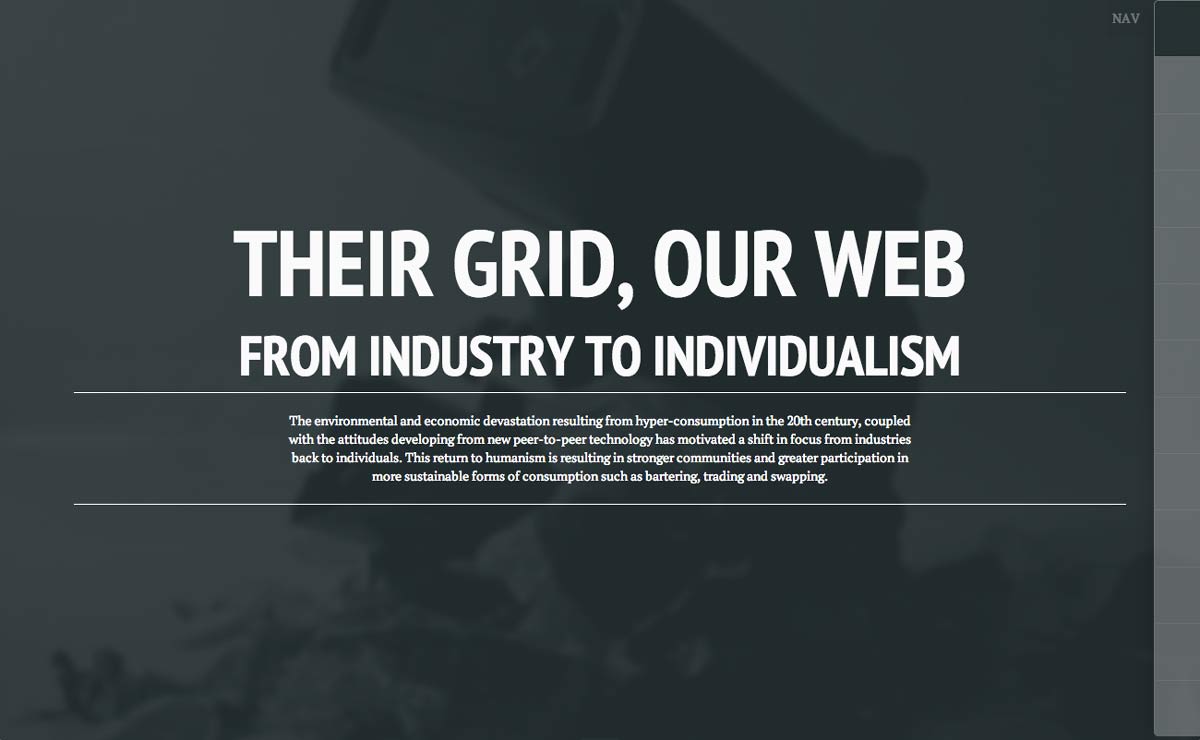 NAV
THEIR GRID, OUR WEB
FROM INDUSTRY TO INDIVIDUALISM
The environmental and economic devastation resulting from hyper-consumption in the 20th century, coupled
with the attitudes developing from new peer-to-peer technology has motivated a shift in focus from industries
back to individuals. This return to humanism is resulting in stronger communities and greater participation in
more sustainable forms of consumption such as bartering, trading and swapping.